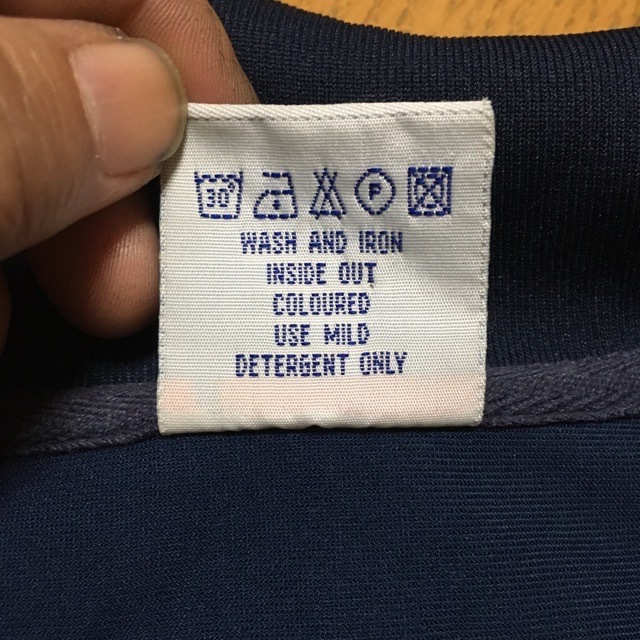 30° P
WASH AND IRON
INSIDE OUT
COLOURED
USE MILD
DETERGENT ONLY